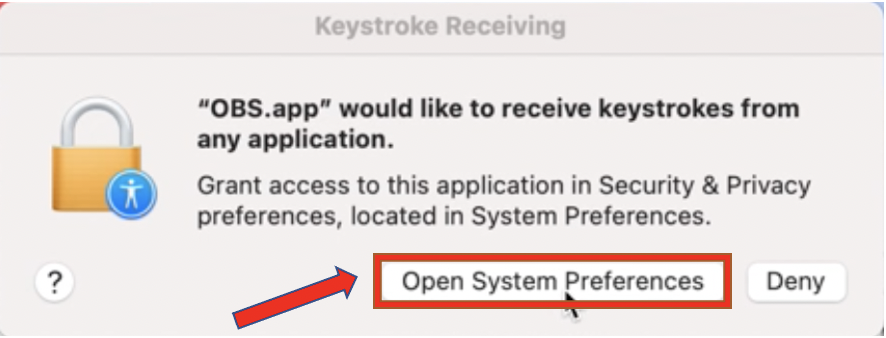 Keystroke Receiving
“OBS.app” would like to receive keystrokes from
any application.
Grant access to this application in Security & Privacy
preferences, located in System Preferences.
?
Open System Preferences
Deny